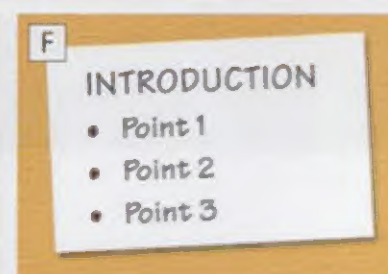 F
INTRODUCTION
• Point 1
• Point 2
• Point 3